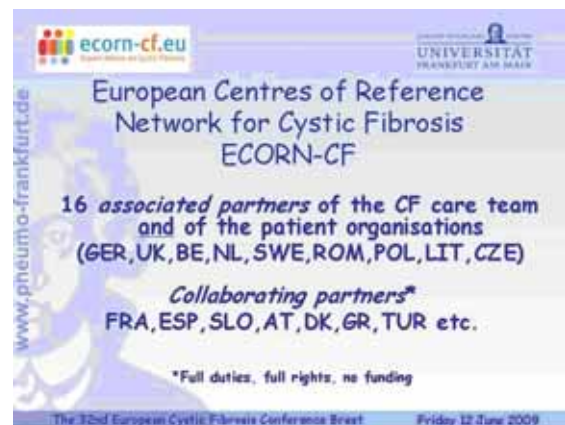 ecorn-cf.eu
UNIVERSITÄT
FRANKFURT AM MAIN
www.pneumo-frankfurt.de
European Centres of Reference
Network for Cystic Fibrosis
ECORN-CF
16 associated partners of the CF care team
and of the patient organisations
(GER,UK,BE,NL,SWE,ROM,POL,LIT,CZE)
Collaborating partners*
FRA,ESP,SLO,AT,DK,GR,TUR etc.
*Full duties, full rights, no funding
The 32nd European Cystic Fibrosis Conference Brest Friday 12 June 2009